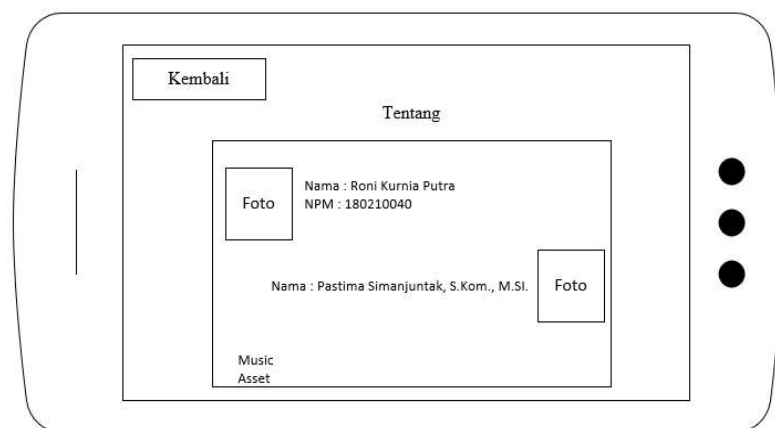 Kembali
Tentang
Foto
Nama : Roni Kurnia Putra
NPM : 180210040
Nama : Pastima Simanjuntak, S.Kom., M.SI.
Foto
Music
Asset